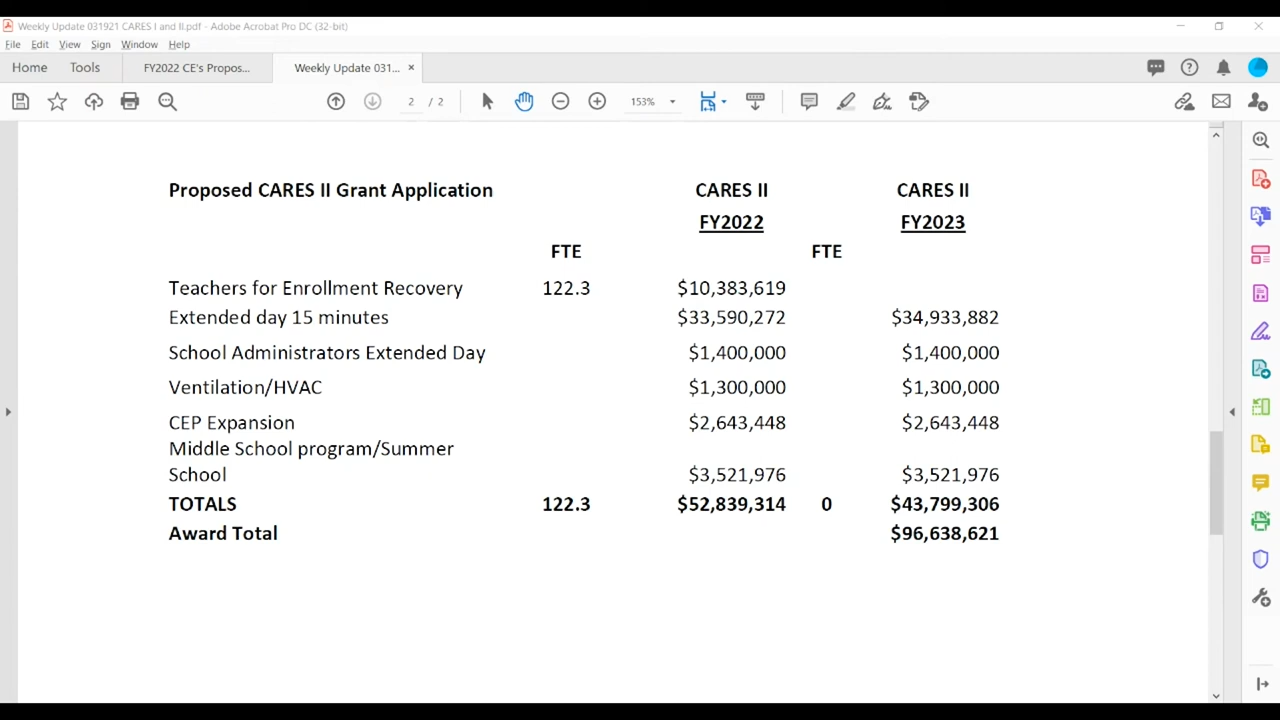 Weekly Update 031921 CARES I and II.pdf - Adobe Acrobat Pro DC (32-bit)
File Edit View Sign Window Help
Home Tools FY2022 CE's Propos... Weekly Update 031... ×
2 / 2 153%
Proposed CARES II Grant Application CARES II CARES II
FY2022 FY2023
FTE FTE
Teachers for Enrollment Recovery 122.3 $10,383,619
Extended day 15 minutes $33,590,272 $34,933,882
School Administrators Extended Day $1,400,000 $1,400,000
Ventilation/HVAC $1,300,000 $1,300,000
CEP Expansion $2,643,448 $2,643,448
Middle School program/Summer
School $3,521,976 $3,521,976
TOTALS 122.3 $52,839,314 0 $43,799,306
Award Total $96,638,621